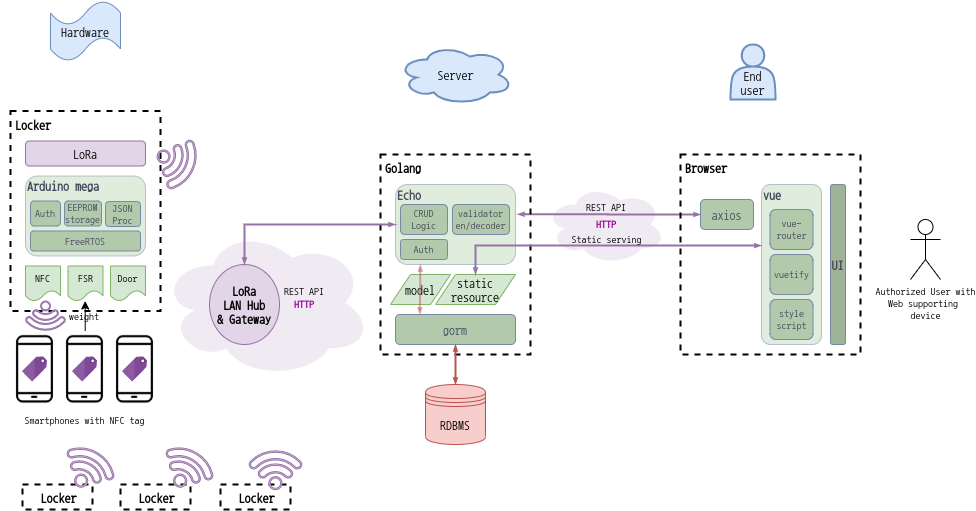 Hardware
Server
End
user
Locker
LoRa
Arduino mega
Auth
EEPROM
storage
JSON
Proc
FreeRTOS
NFC
FSR
Door
weight
Smartphones with NFC tag
Locker
Locker
Locker
LoRa
LAN Hub
& Gateway
REST API
HTTP
Golang
Echo
CRUD
Logic
validator
en/decoder
Auth
model
static
resource
gorm
RDBMS
REST API
HTTP
Static serving
Browser
axios
vue
vue-
router
vuetify
style
script
UI
Authorized User with
Web supporting
device